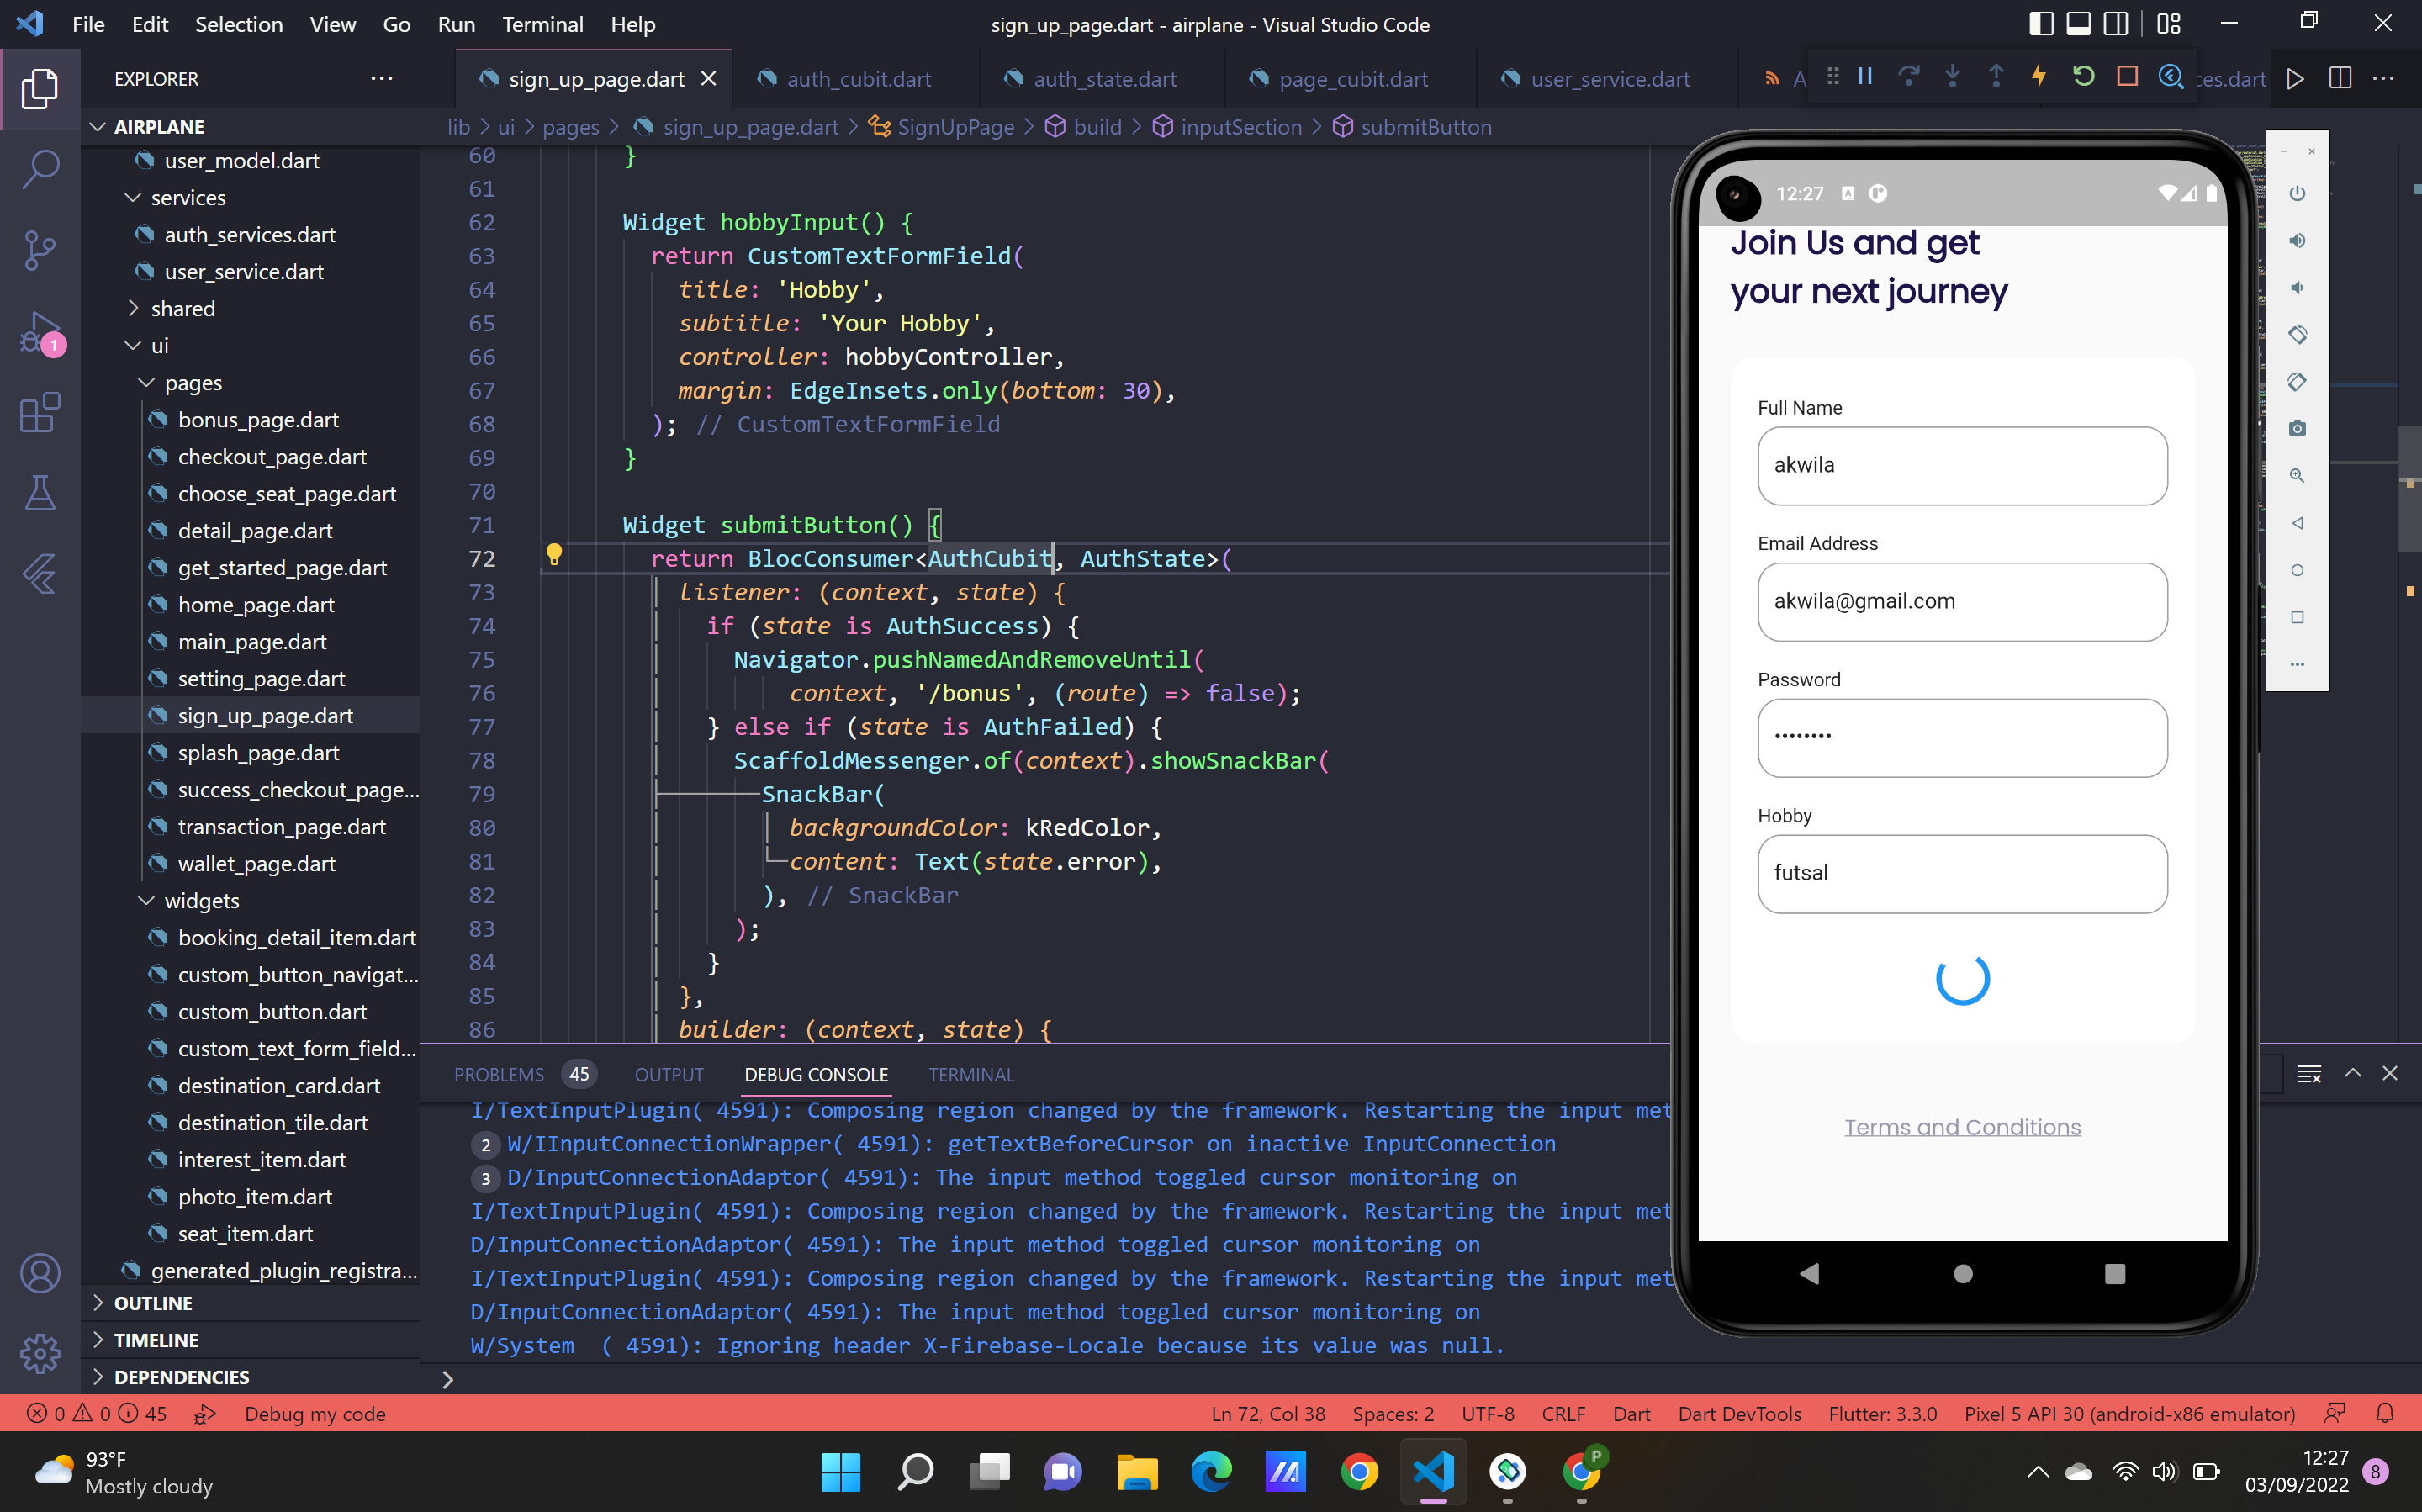 File Edit Selection View Go Run Terminal Help
sign_up_page.dart - airplane - Visual Studio Code
EXPLORER
sign_up_page.dart
auth_cubit.dart
auth_state.dart
page_cubit.dart
user_service.dart
A
ces.dart
AIRPLANE
lib > ui > pages > sign_up_page.dart > SignUpPage > build > inputSection > submitButton
user_model.dart
services
auth_services.dart
user_service.dart
shared
ui
pages
bonus_page.dart
checkout_page.dart
choose_seat_page.dart
detail_page.dart
get_started_page.dart
home_page.dart
main_page.dart
setting_page.dart
sign_up_page.dart
splash_page.dart
success_checkout_page...
transaction_page.dart
wallet_page.dart
widgets
booking_detail_item.dart
custom_button_navigat...
custom_button.dart
custom_text_form_field...
destination_card.dart
destination_tile.dart
interest_item.dart
photo_item.dart
seat_item.dart
generated_plugin_registra...
OUTLINE
TIMELINE
DEPENDENCIES
1
60 }
61
62 Widget hobbyInput() {
63 return CustomTextFormField(
64 title: 'Hobby',
65 subtitle: 'Your Hobby',
66 controller: hobbyController,
67 margin: EdgeInsets.only(bottom: 30),
68 ); // CustomTextFormField
69 }
70
71 Widget submitButton() {
72 return BlocConsumer<AuthCubit, AuthState>(
73 listener: (context, state) {
74 if (state is AuthSuccess) {
75 Navigator.pushNamedAndRemoveUntil(
76 context, '/bonus', (route) => false);
77 } else if (state is AuthFailed) {
78 ScaffoldMessenger.of(context).showSnackBar(
79 SnackBar(
80 backgroundColor: kRedColor,
81 content: Text(state.error),
82 ), // SnackBar
83 );
84 }
85 },
86 builder: (context, state) {
PROBLEMS 45 OUTPUT DEBUG CONSOLE TERMINAL
I/TextInputPlugin( 4591): Composing region changed by the framework. Restarting the input met
2 W/IInputConnectionWrapper( 4591): getTextBeforeCursor on inactive InputConnection
3 D/InputConnectionAdaptor( 4591): The input method toggled cursor monitoring on
I/TextInputPlugin( 4591): Composing region changed by the framework. Restarting the input met
D/InputConnectionAdaptor( 4591): The input method toggled cursor monitoring on
I/TextInputPlugin( 4591): Composing region changed by the framework. Restarting the input met
D/InputConnectionAdaptor( 4591): The input method toggled cursor monitoring on
W/System  ( 4591): Ignoring header X-Firebase-Locale because its value was null.
12:27
Join Us and get
your next journey
Full Name
akwila
Email Address
akwila@gmail.com
Password
••••••••
Hobby
futsal
Terms and Conditions
0 0 45 Debug my code
Ln 72, Col 38 Spaces: 2 UTF-8 CRLF Dart Dart DevTools Flutter: 3.3.0 Pixel 5 API 30 (android-x86 emulator)
93°F
Mostly cloudy
P
12:27
03/09/2022
8